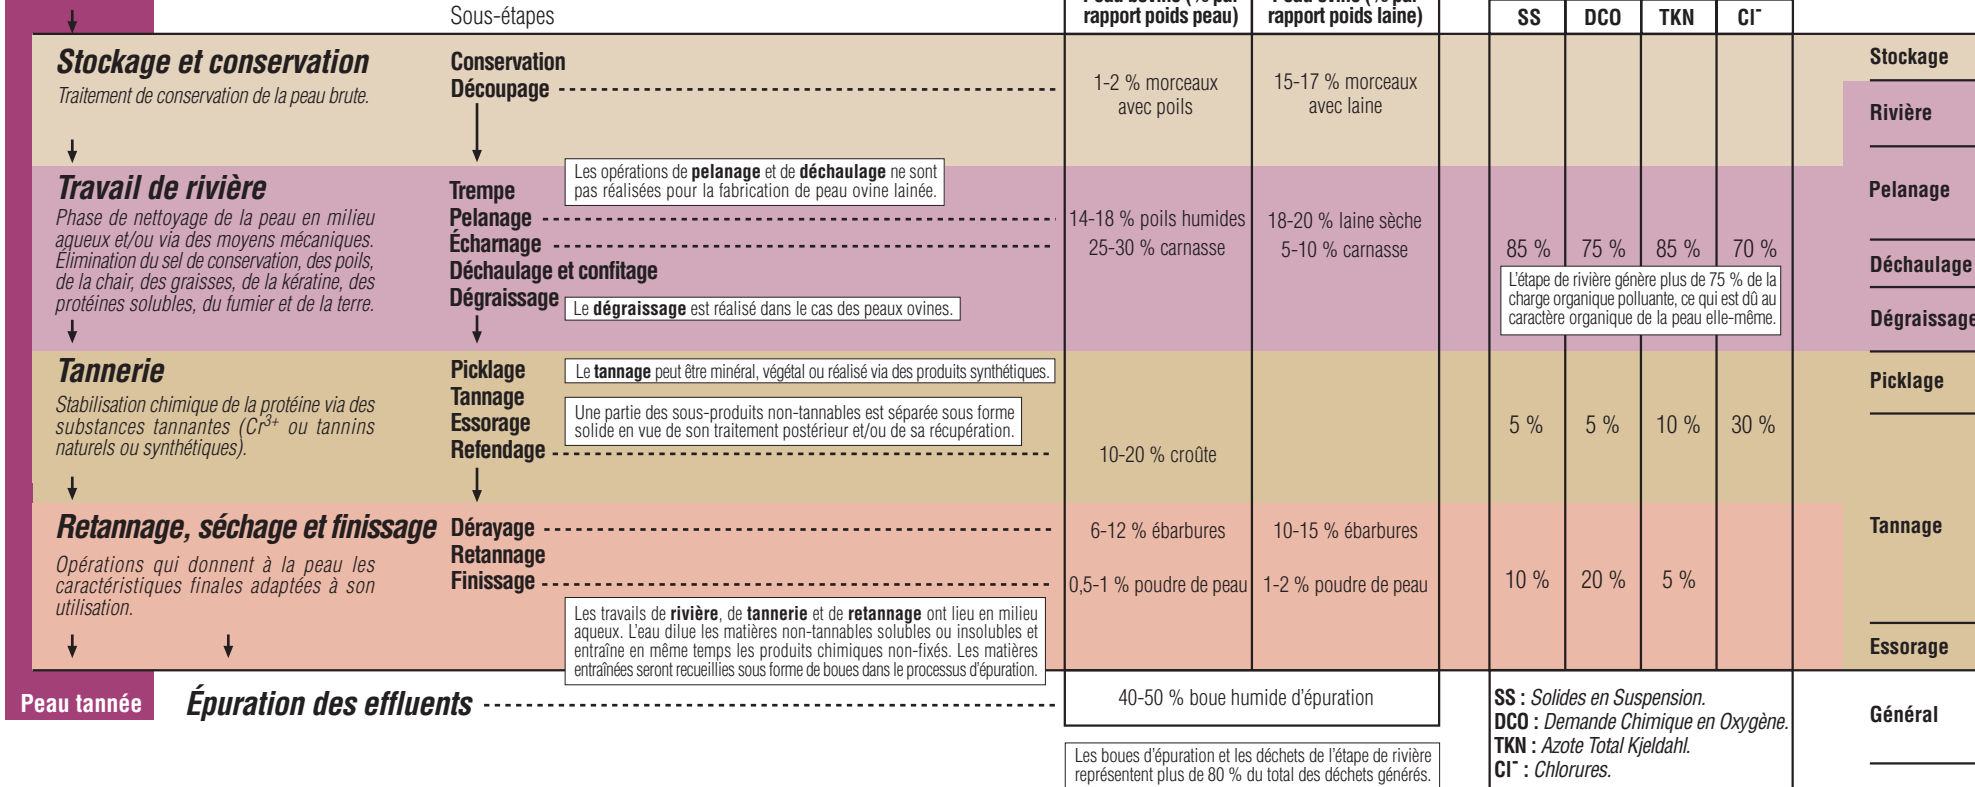 Sous-étapes
rapport poids peau)
rapport poids laine)
SS
DCO
TKN
Cl⁻
Stockage et conservation
Traitement de conservation de la peau brute.
Conservation
Découpage
1-2 % morceaux
avec poils
15-17 % morceaux
avec laine
Stockage
Rivière
Travail de rivière
Phase de nettoyage de la peau en milieu
aqueux et/ou via des moyens mécaniques.
Élimination du sel de conservation, des poils,
de la chair, des graisses, de la kératine, des
protéines solubles, du fumier et de la terre.
Les opérations de pelanage et de déchaulage ne sont
pas réalisées pour la fabrication de peau ovine lainée.
Trempe
Pelanage
Écharnage
Déchaulage et confitage
Dégraissage
Le dégraissage est réalisé dans le cas des peaux ovines.
14-18 % poils humides
25-30 % carnasse
18-20 % laine sèche
5-10 % carnasse
85 %
75 %
85 %
70 %
L'étape de rivière génère plus de 75 % de la
charge organique polluante, ce qui est dû au
caractère organique de la peau elle-même.
Pelanage
Déchaulage
Dégraissage
Tannerie
Stabilisation chimique de la protéine via des
substances tannantes (Cr³⁺ ou tannins
naturels ou synthétiques).
Picklage
Tannage
Essorage
Refendage
Le tannage peut être minéral, végétal ou réalisé via des produits synthétiques.
Une partie des sous-produits non-tannables est séparée sous forme
solide en vue de son traitement postérieur et/ou de sa récupération.
10-20 % croûte
5 %
5 %
10 %
30 %
Picklage
Retannage, séchage et finissage
Opérations qui donnent à la peau les
caractéristiques finales adaptées à son
utilisation.
Dérayage
Retannage
Finissage
6-12 % ébarbures
10-15 % ébarbures
0,5-1 % poudre de peau
1-2 % poudre de peau
10 %
20 %
5 %
Tannage
Les travails de rivière, de tannerie et de retannage ont lieu en milieu
aqueux. L'eau dilue les matières non-tannables solubles ou insolubles et
entraîne en même temps les produits chimiques non-fixés. Les matières
entraînées seront recueillies sous forme de boues dans le processus d'épuration.
Essorage
Peau tannée
Épuration des effluents
40-50 % boue humide d'épuration
SS : Solides en Suspension.
DCO : Demande Chimique en Oxygène.
TKN : Azote Total Kjeldahl.
Cl⁻ : Chlorures.
Général
Les boues d'épuration et les déchets de l'étape de rivière
représentent plus de 80 % du total des déchets générés.